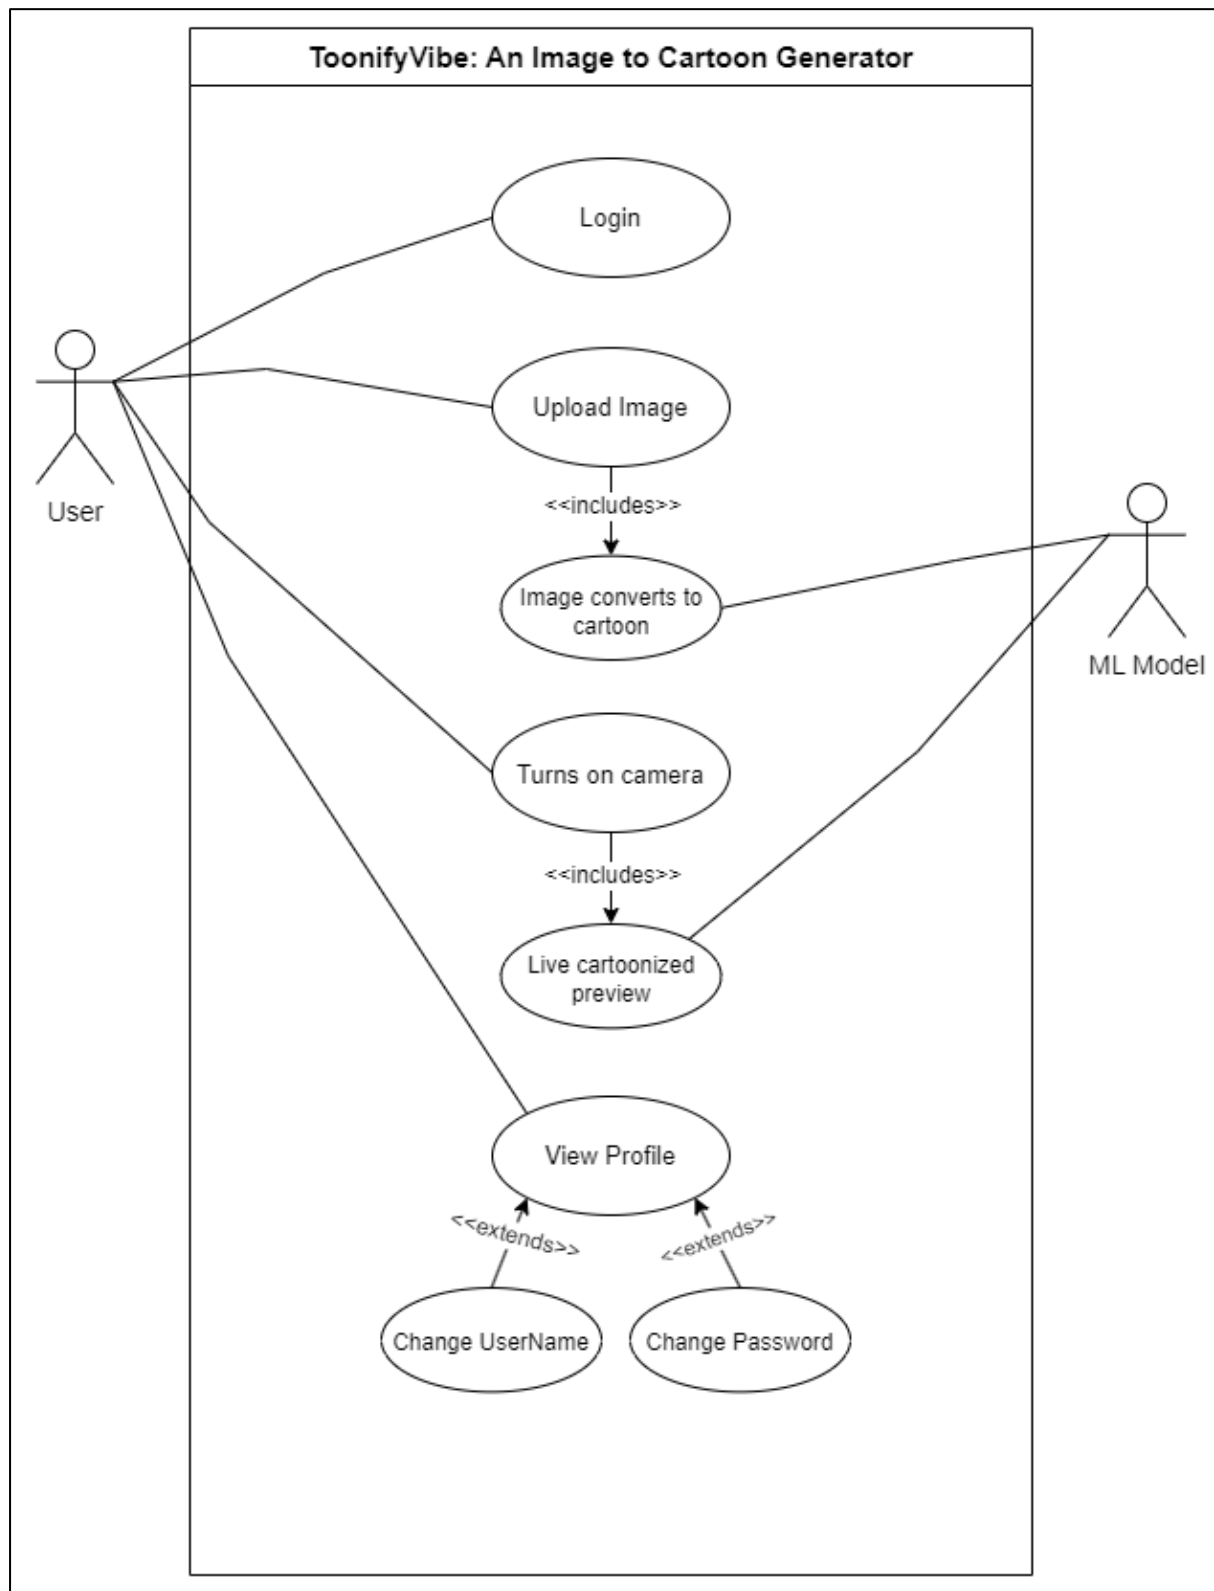 ToonifyVibe: An Image to Cartoon Generator
Login
Upload Image
User
<<includes>>
Image converts to
cartoon
ML Model
Turns on camera
<<includes>>
Live cartoonized
preview
View Profile
<<extends>>
<<extends>>
Change UserName
Change Password